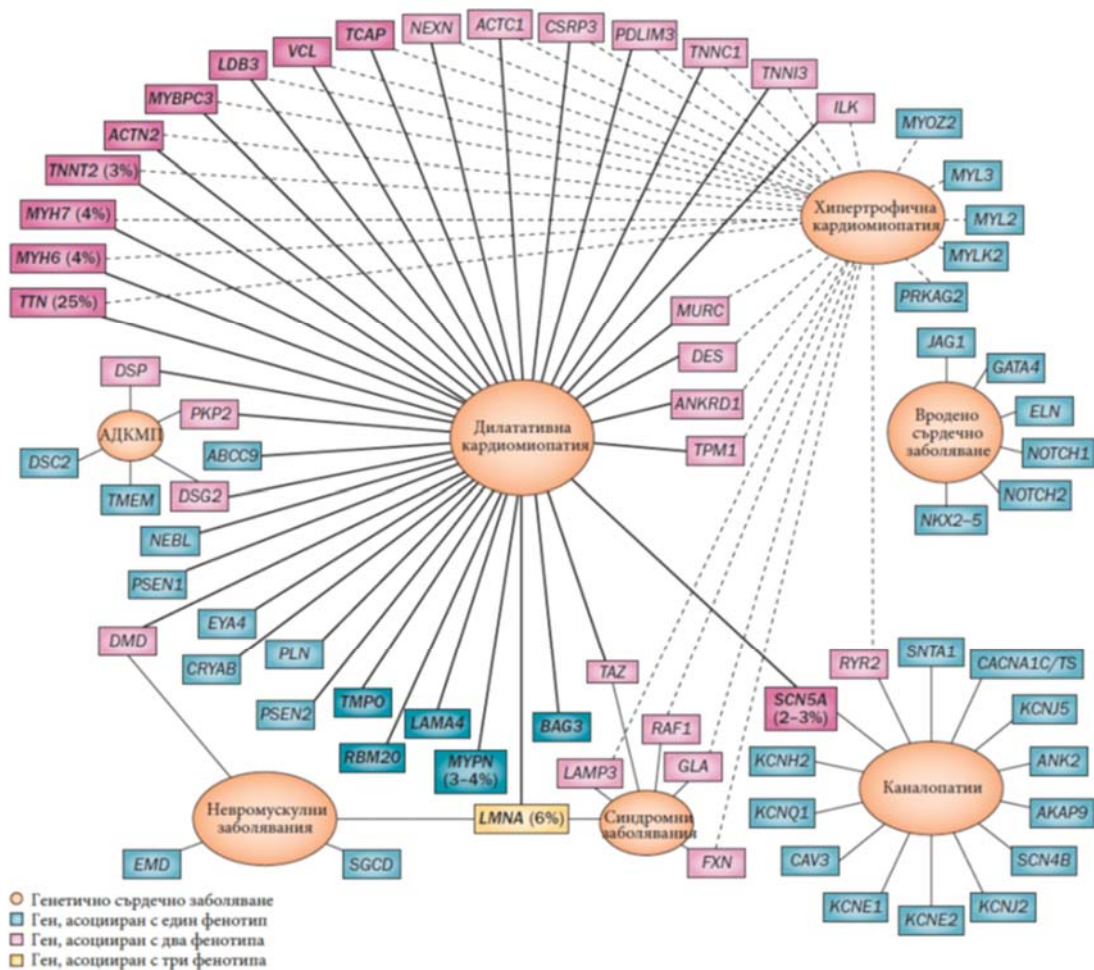 TCAP
NEXN
ACTC1
CSRP3
PDLIM3
TNNC1
TNNI3
ILK
VCL
LDB3
MYBPC3
ACTN2
TNNT2 (3%)
MYH7 (4%)
MYH6 (4%)
TTN (25%)
MYOZ2
MYL3
MYL2
MYLK2
PRKAG2
Хипертрофична
кардиомиопатия
MURC
DES
ANKRD1
TPM1
JAG1
GATA4
ELN
NOTCH1
NOTCH2
NKX2–5
Вродено
сърдечно
заболяване
DSP
PKP2
АДКМП
DSC2
TMEM
DSG2
ABCC9
Дилатативна
кардиомиопатия
NEBL
PSEN1
DMD
EYA4
CRYAB
PLN
PSEN2
TMPO
RBM20
LAMA4
MYPN
(3–4%)
BAG3
TAZ
LMNA (6%)
LAMP3
RAF1
GLA
FXN
Синдромни
заболявания
Невромускулни
заболявания
EMD
SGCD
SCN5A
(2–3%)
RYR2
SNTA1
CACNA1C/TS
KCNJ5
ANK2
AKAP9
SCN4B
KCNJ2
KCNE2
KCNE1
CAV3
KCNQ1
KCNH2
Каналопатии
Генетично сърдечно заболяване
Ген, асоцииран с един фенотип
Ген, асоцииран с два фенотипа
Ген, асоцииран с три фенотипа